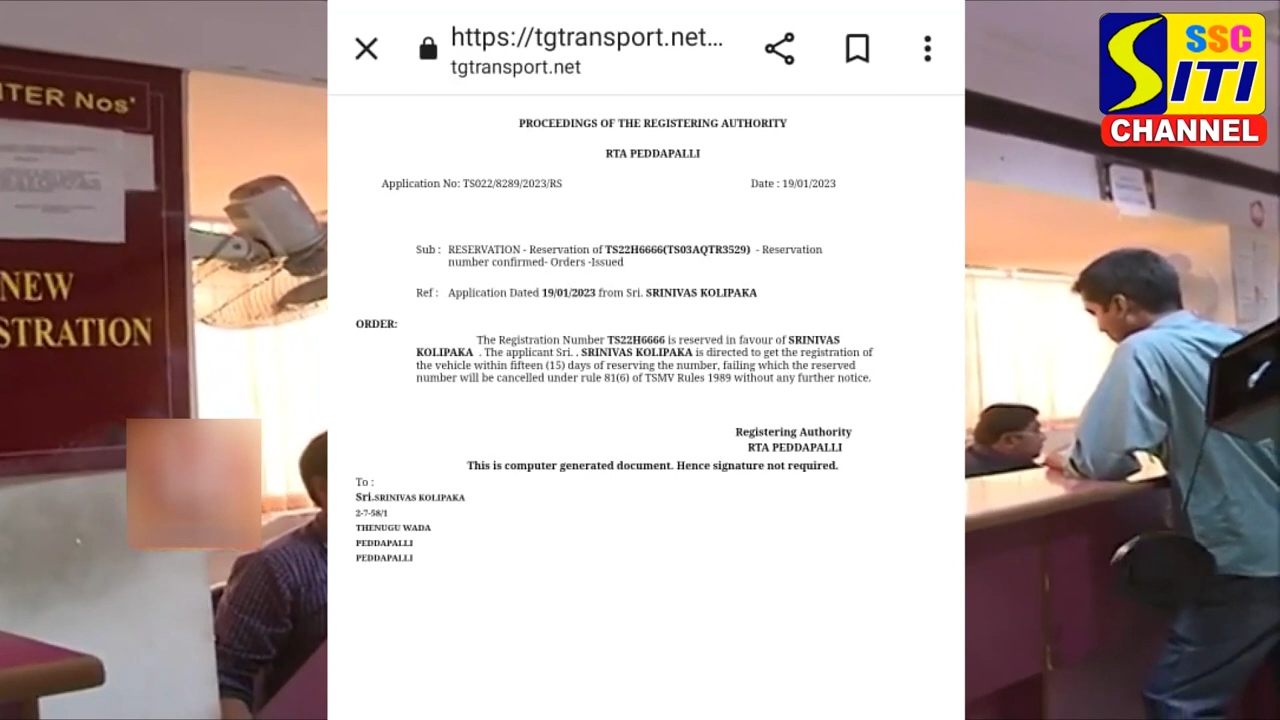 ITER Nos'
NEW
STRATION
https://tgtransport.net...
tgtransport.net
SSC
SITI
CHANNEL
PROCEEDINGS OF THE REGISTERING AUTHORITY
RTA PEDDAPALLI
Application No: TS022/8289/2023/RS Date : 19/01/2023
Sub : RESERVATION - Reservation of TS22H6666(TS03AQTR3529) - Reservation
number confirmed- Orders -Issued
Ref : Application Dated 19/01/2023 from Sri. SRINIVAS KOLIPAKA
ORDER:
The Registration Number TS22H6666 is reserved in favour of SRINIVAS
KOLIPAKA . The applicant Sri. . SRINIVAS KOLIPAKA is directed to get the registration of
the vehicle within fifteen (15) days of reserving the number, failing which the reserved
number will be cancelled under rule 81(6) of TSMV Rules 1989 without any further notice.
Registering Authority
RTA PEDDAPALLI
This is computer generated document. Hence signature not required.
To :
Sri.SRINIVAS KOLIPAKA
2-7-58/1
THENUGU WADA
PEDDAPALLI
PEDDAPALLI